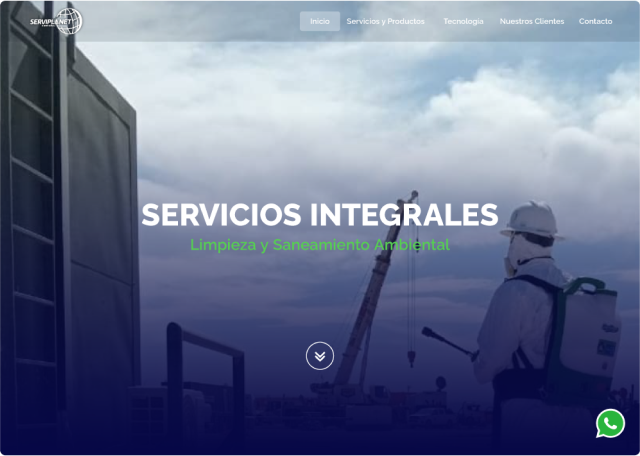 SERVIPLANET
Inicio
Servicios y Productos
Tecnología
Nuestros Clientes
Contacto
SERVICIOS INTEGRALES
Limpieza y Saneamiento Ambiental